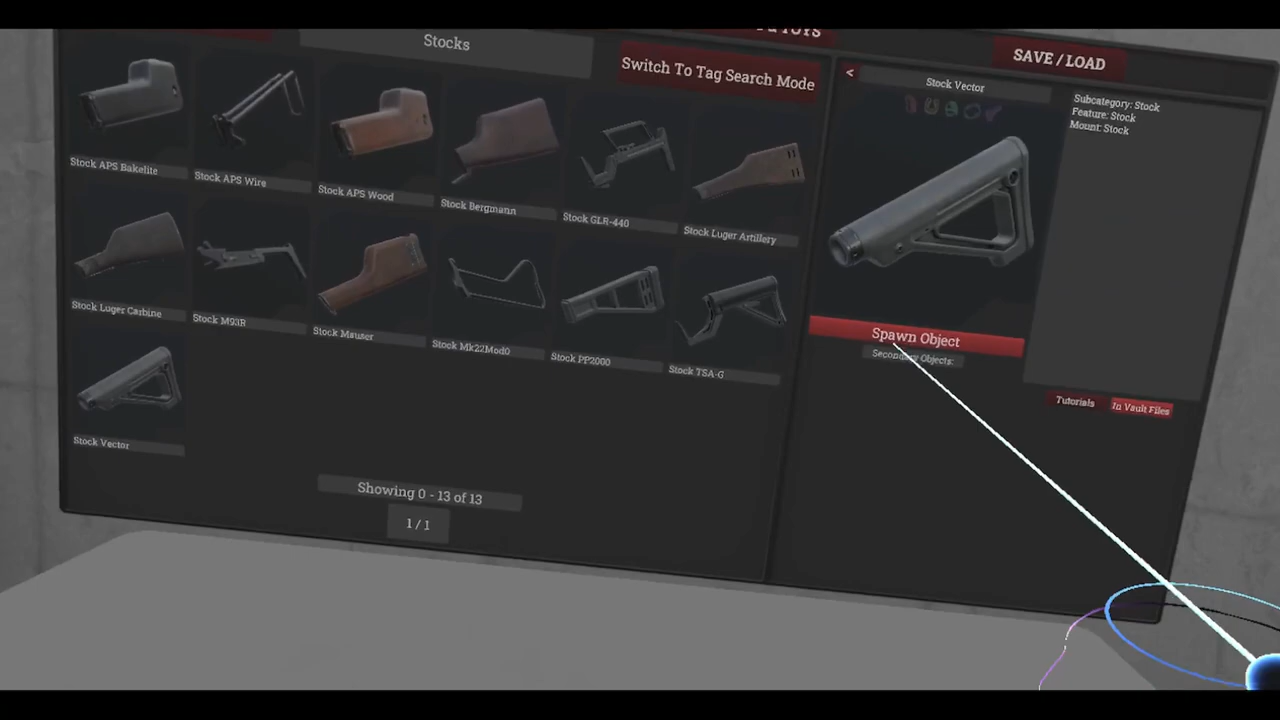 Stocks
TOYS
SAVE / LOAD
Switch To Tag Search Mode
<
Stock Vector
Subcategory: Stock
Feature: Stock
Mount: Stock
Stock APS Bakelite
Stock APS Wire
Stock APS Wood
Stock Bergmann
Stock GLR-440
Stock Luger Artillery
Stock Luger Carbine
Stock M93R
Stock Mauser
Stock Mk22Mod0
Stock PP2000
Stock TSA-G
Stock Vector
Spawn Object
Secondary Objects:
Tutorials
In Vault Files
Showing 0 - 13 of 13
1 / 1